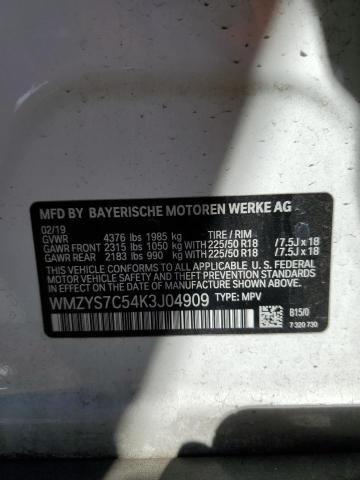 MFD BY BAYERISCHE MOTOREN WERKE AG
02/19
GVWR 4376 lbs 1985 kg TIRE / RIM
GAWR FRONT 2315 lbs 1050 kg WITH 225/50 R18 /7.5J x 18
GAWR REAR 2183 lbs 990 kg WITH 225/50 R18 /7.5J x 18
THIS VEHICLE CONFORMS TO ALL APPLICABLE U.S. FEDERAL
MOTOR VEHICLE SAFETY, BUMPER, AND THEFT PREVENTION
STANDARDS IN EFFECT ON THE DATE OF MANUFACTURE SHOWN ABOVE.
WMZYS7C54K3J04909 TYPE: MPV
B15/0
7 320 730